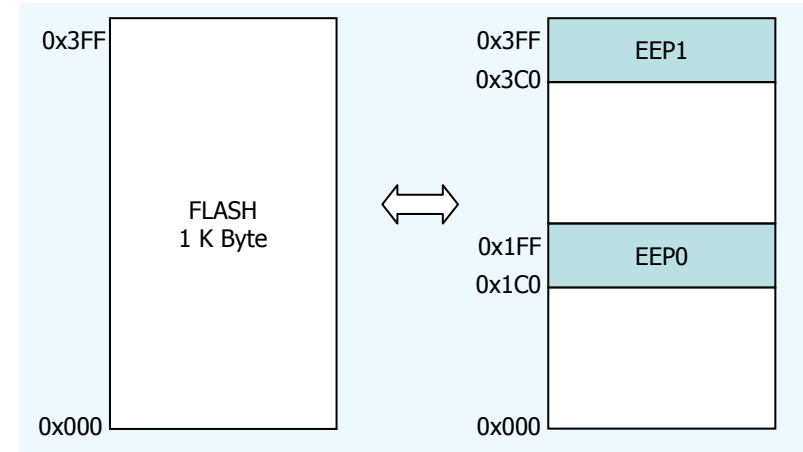 0x3FF
FLASH
1 K Byte
0x000
0x3FF
EEP1
0x3C0
0x1FF
EEP0
0x1C0
0x000